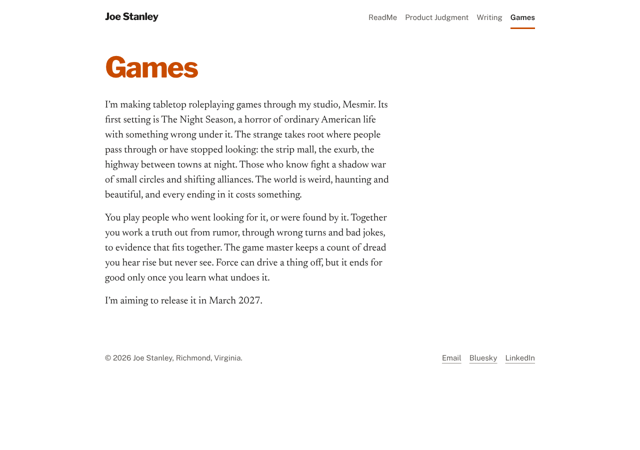 Joe Stanley
ReadMe Product Judgment Writing Games
Games
I'm making tabletop roleplaying games through my studio, Mesmir. Its
first setting is The Night Season, a horror of ordinary American life
with something wrong under it. The strange takes root where people
pass through or have stopped looking: the strip mall, the exurb, the
highway between towns at night. Those who know fight a shadow war
of small circles and shifting alliances. The world is weird, haunting and
beautiful, and every ending in it costs something.
You play people who went looking for it, or were found by it. Together
you work a truth out from rumor, through wrong turns and bad jokes,
to evidence that fits together. The game master keeps a count of dread
you hear rise but never see. Force can drive a thing off, but it ends for
good only once you learn what undoes it.
I'm aiming to release it in March 2027.
© 2026 Joe Stanley, Richmond, Virginia.
Email Bluesky LinkedIn